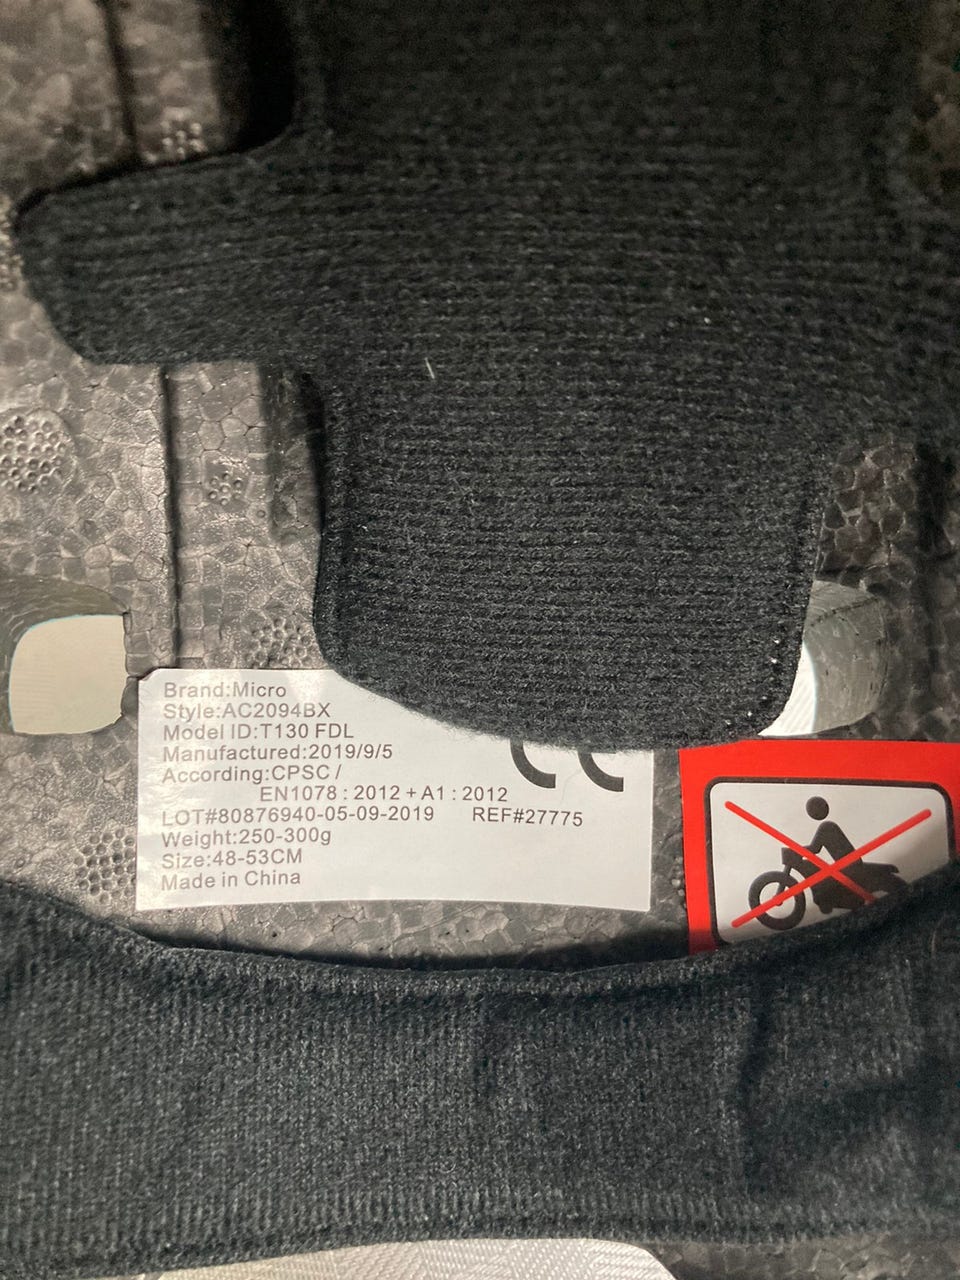 Brand:Micro
Style:AC2094BX
Model ID:T130 FDL
Manufactured:2019/9/5
According:CPSC /
EN1078 : 2012 + A1 : 2012
LOT#80876940-05-09-2019 REF#27775
Weight:250-300g
Size:48-53CM
Made in China
CE